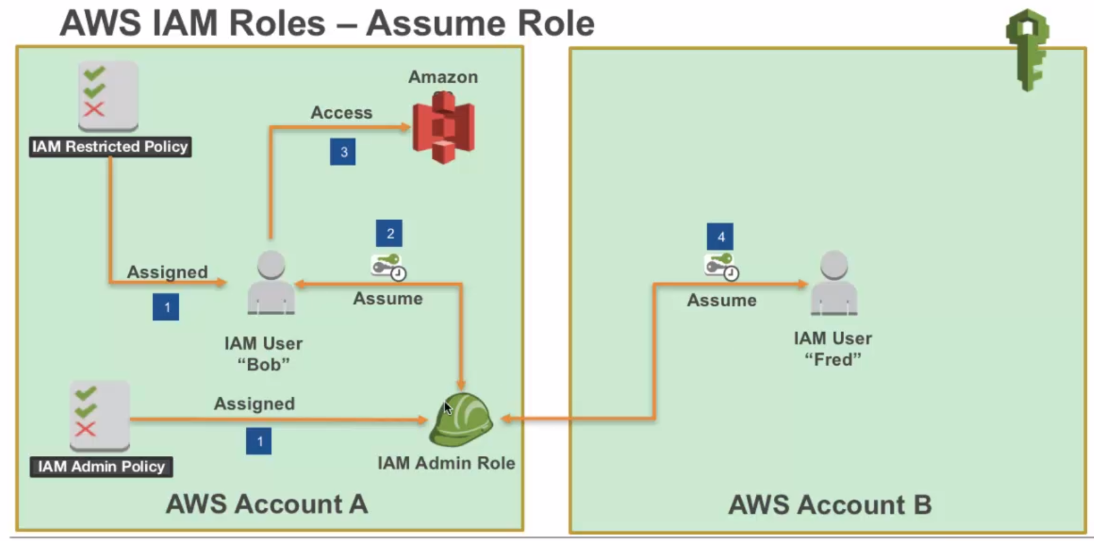 AWS IAM Roles – Assume Role
Amazon
Access
3
IAM Restricted Policy
2
4
Assigned
Assume
Assume
1
IAM User
“Bob”
IAM User
“Fred”
Assigned
1
IAM Admin Policy
IAM Admin Role
AWS Account A
AWS Account B